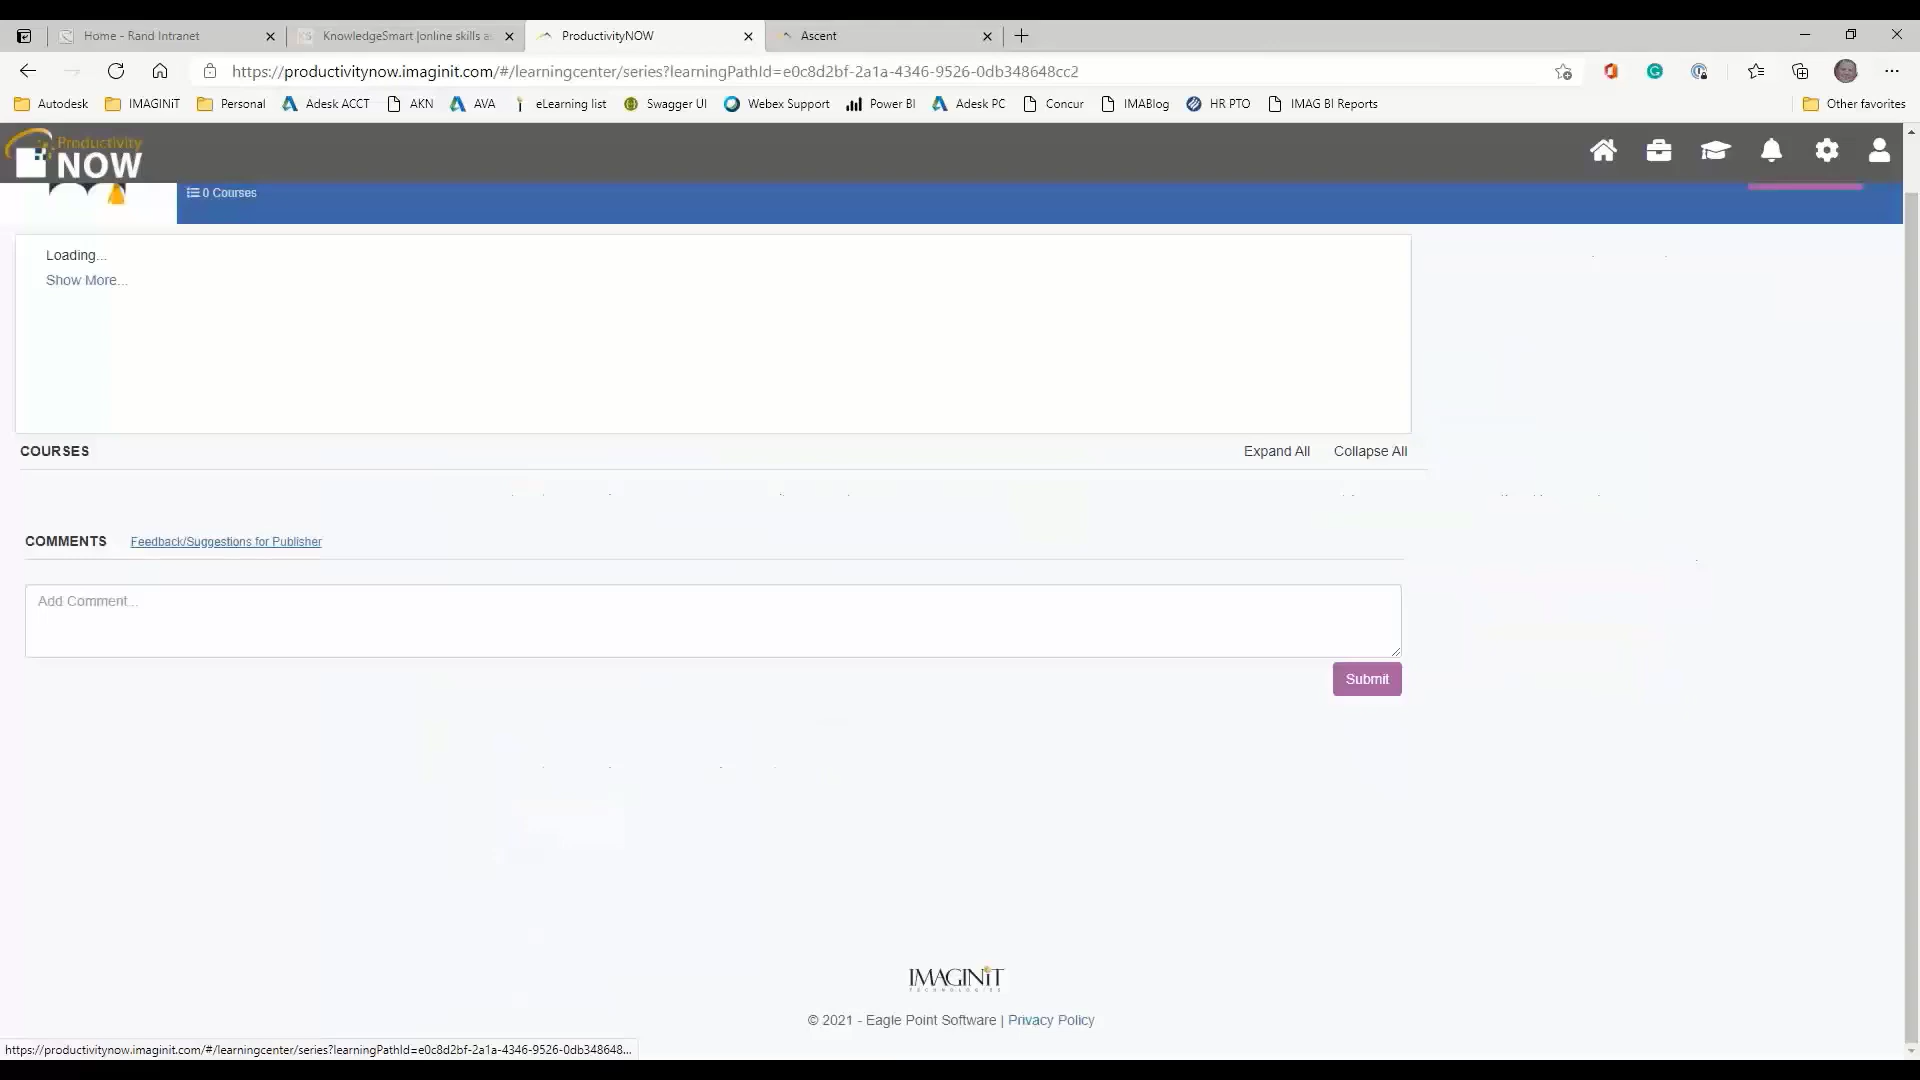 Home - Rand Intranet
KnowledgeSmart |online skills as
ProductivityNOW
Ascent
https://productivitynow.imaginit.com/#/learningcenter/series?learningPathId=e0c8d2bf-2a1a-4346-9526-0db348648cc2
Autodesk
IMAGINiT
Personal
Adesk ACCT
AKN
AVA
eLearning list
Swagger UI
Webex Support
Power BI
Adesk PC
Concur
IMABlog
HR PTO
IMAG BI Reports
Other favorites
Productivity
NOW
0 Courses
Loading...
Show More...
COURSES
Expand All
Collapse All
COMMENTS
Feedback/Suggestions for Publisher
Add Comment...
Submit
IMAGINiT
TECHNOLOGIES
© 2021 - Eagle Point Software | Privacy Policy
https://productivitynow.imaginit.com/#/learningcenter/series?learningPathId=e0c8d2bf-2a1a-4346-9526-0db348648...